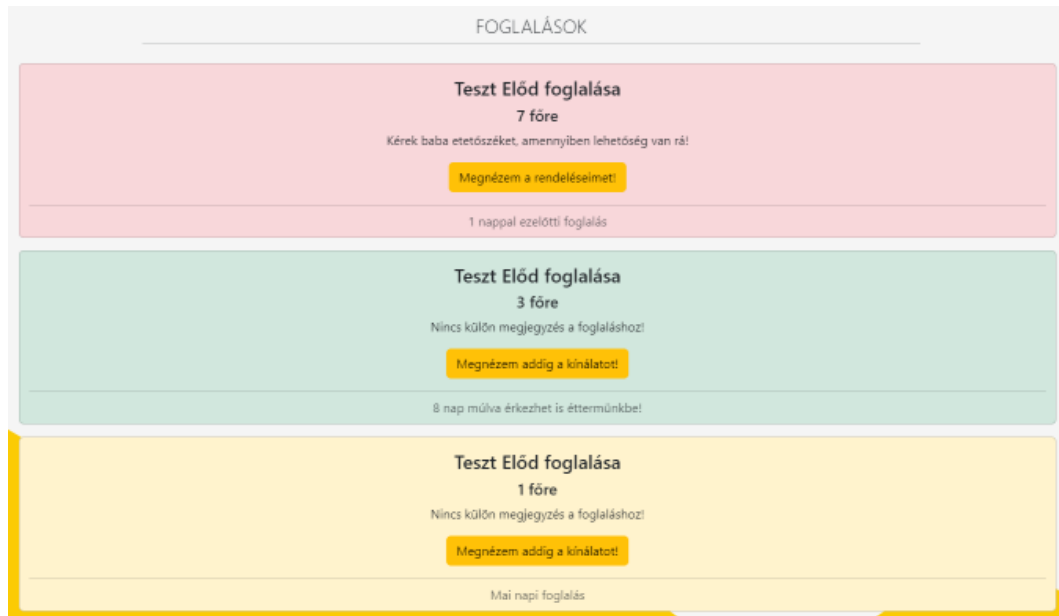 FOGLALÁSOK
Teszt Előd foglalása
7 főre
Kérek baba etetőszéket, amennyiben lehetőség van rá!
Megnézem a rendeléseimet!
1 nappal ezelőtti foglalás
Teszt Előd foglalása
3 főre
Nincs külön megjegyzés a foglaláshoz!
Megnézem addig a kínálatot!
8 nap múlva érkezhet is éttermünkbe!
Teszt Előd foglalása
1 főre
Nincs külön megjegyzés a foglaláshoz!
Megnézem addig a kínálatot!
Mai napi foglalás